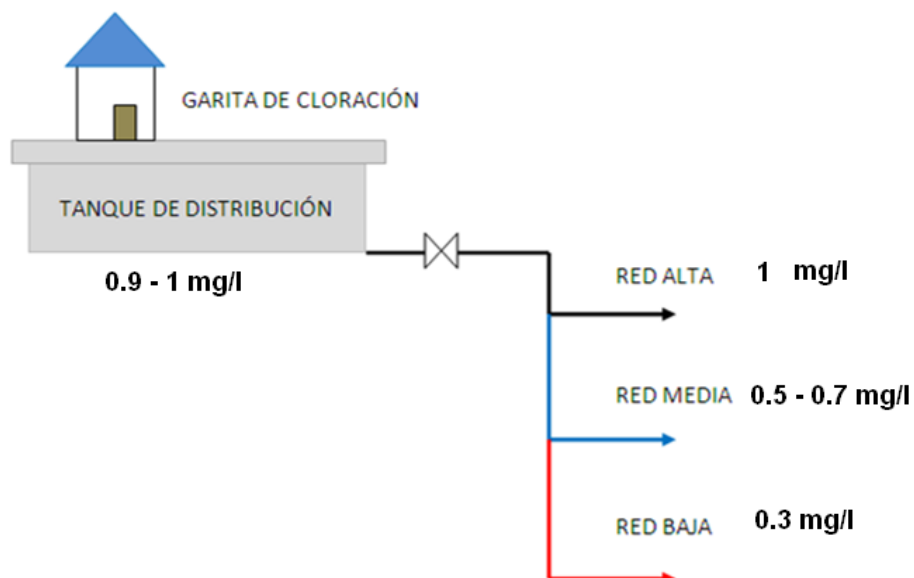 GARITA DE CLORACIÓN
TANQUE DE DISTRIBUCIÓN
0.9 - 1 mg/l
RED ALTA 1 mg/l
RED MEDIA 0.5 - 0.7 mg/l
RED BAJA 0.3 mg/l